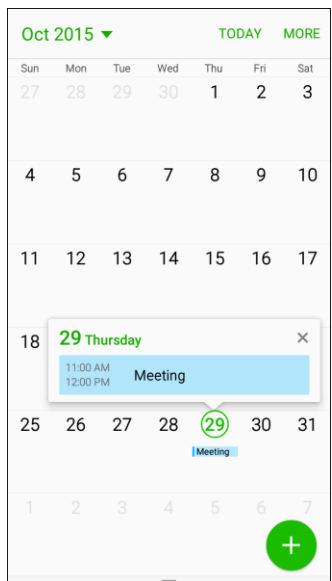 Oct 2015 TODAY MORE
Sun Mon Tue Wed Thu Fri Sat
27 28 29 30 1 2 3
4 5 6 7 8 9 10
11 12 13 14 15 16 17
18
29 Thursday
11:00 AM
12:00 PM
Meeting
25 26 27 28 29 30 31
Meeting
1 2 3 4 5 6 7
+